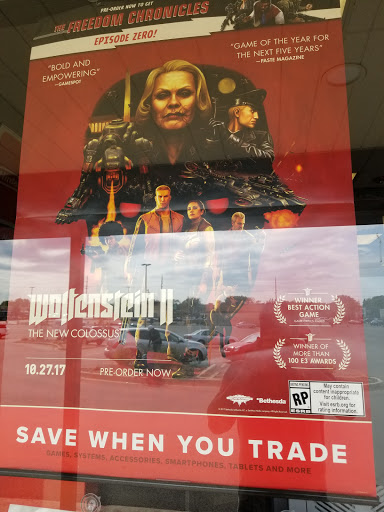 PRE-ORDER NOW TO GET
THE FREEDOM CHRONICLES
EPISODE ZERO!
"BOLD AND
EMPOWERING"
—GAMESPOT
"GAME OF THE YEAR FOR
THE NEXT FIVE YEARS"
—PASTE MAGAZINE
Wolfenstein II
THE NEW COLOSSUS
10.27.17
PRE-ORDER NOW
WINNER
BEST ACTION
GAME
WINNER OF
MORE THAN
100 E3 AWARDS
Bethesda
RATING PENDING
RP
ESRB
May contain
content inappropriate
for children.
Visit esrb.org for
rating information.
SAVE WHEN YOU TRADE
GAMES, SYSTEMS, ACCESSORIES, SMARTPHONES, TABLETS AND MORE